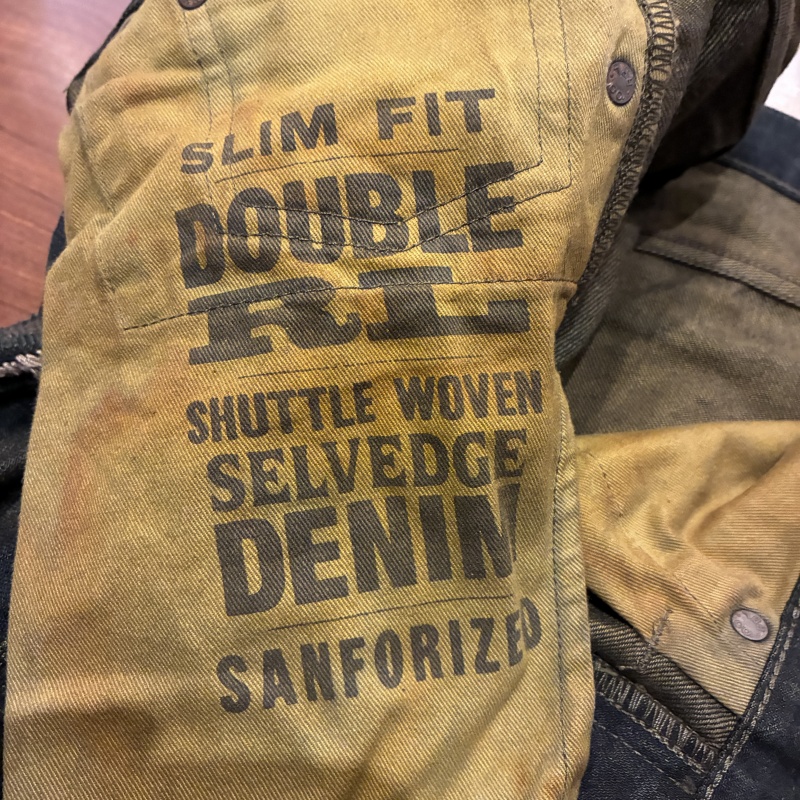 SLIM FIT
DOUBLE
RL
SHUTTLE WOVEN
SELVEDGE
DENIM
SANFORIZED